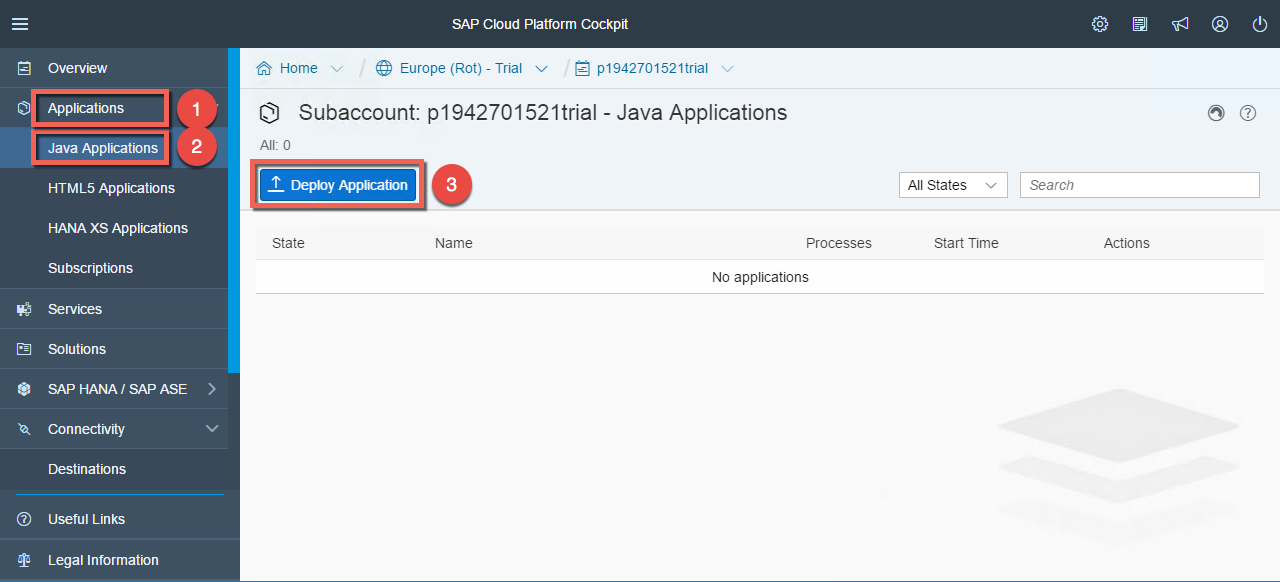 SAP Cloud Platform Cockpit
Overview
Applications 1
Java Applications 2
HTML5 Applications
HANA XS Applications
Subscriptions
Services
Solutions
SAP HANA / SAP ASE
Connectivity
Destinations
Useful Links
Legal Information
Home / Europe (Rot) - Trial / p1942701521trial
Subaccount: p1942701521trial - Java Applications
All: 0
Deploy Application 3 All States Search
State Name Processes Start Time Actions
No applications